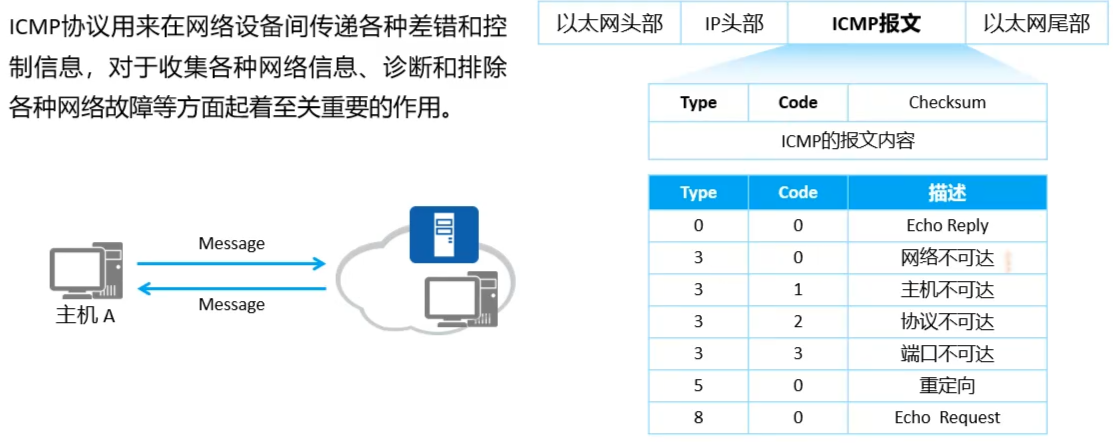 ICMP协议用来在网络设备间传递各种差错和控
制信息，对于收集各种网络信息、诊断和排除
各种网络故障等方面起着至关重要的作用。
以太网头部 IP头部 ICMP报文 以太网尾部
Type Code Checksum
ICMP的报文内容
Message
Message
主机 A
Type Code 描述
0 0 Echo Reply
3 0 网络不可达
3 1 主机不可达
3 2 协议不可达
3 3 端口不可达
5 0 重定向
8 0 Echo Request